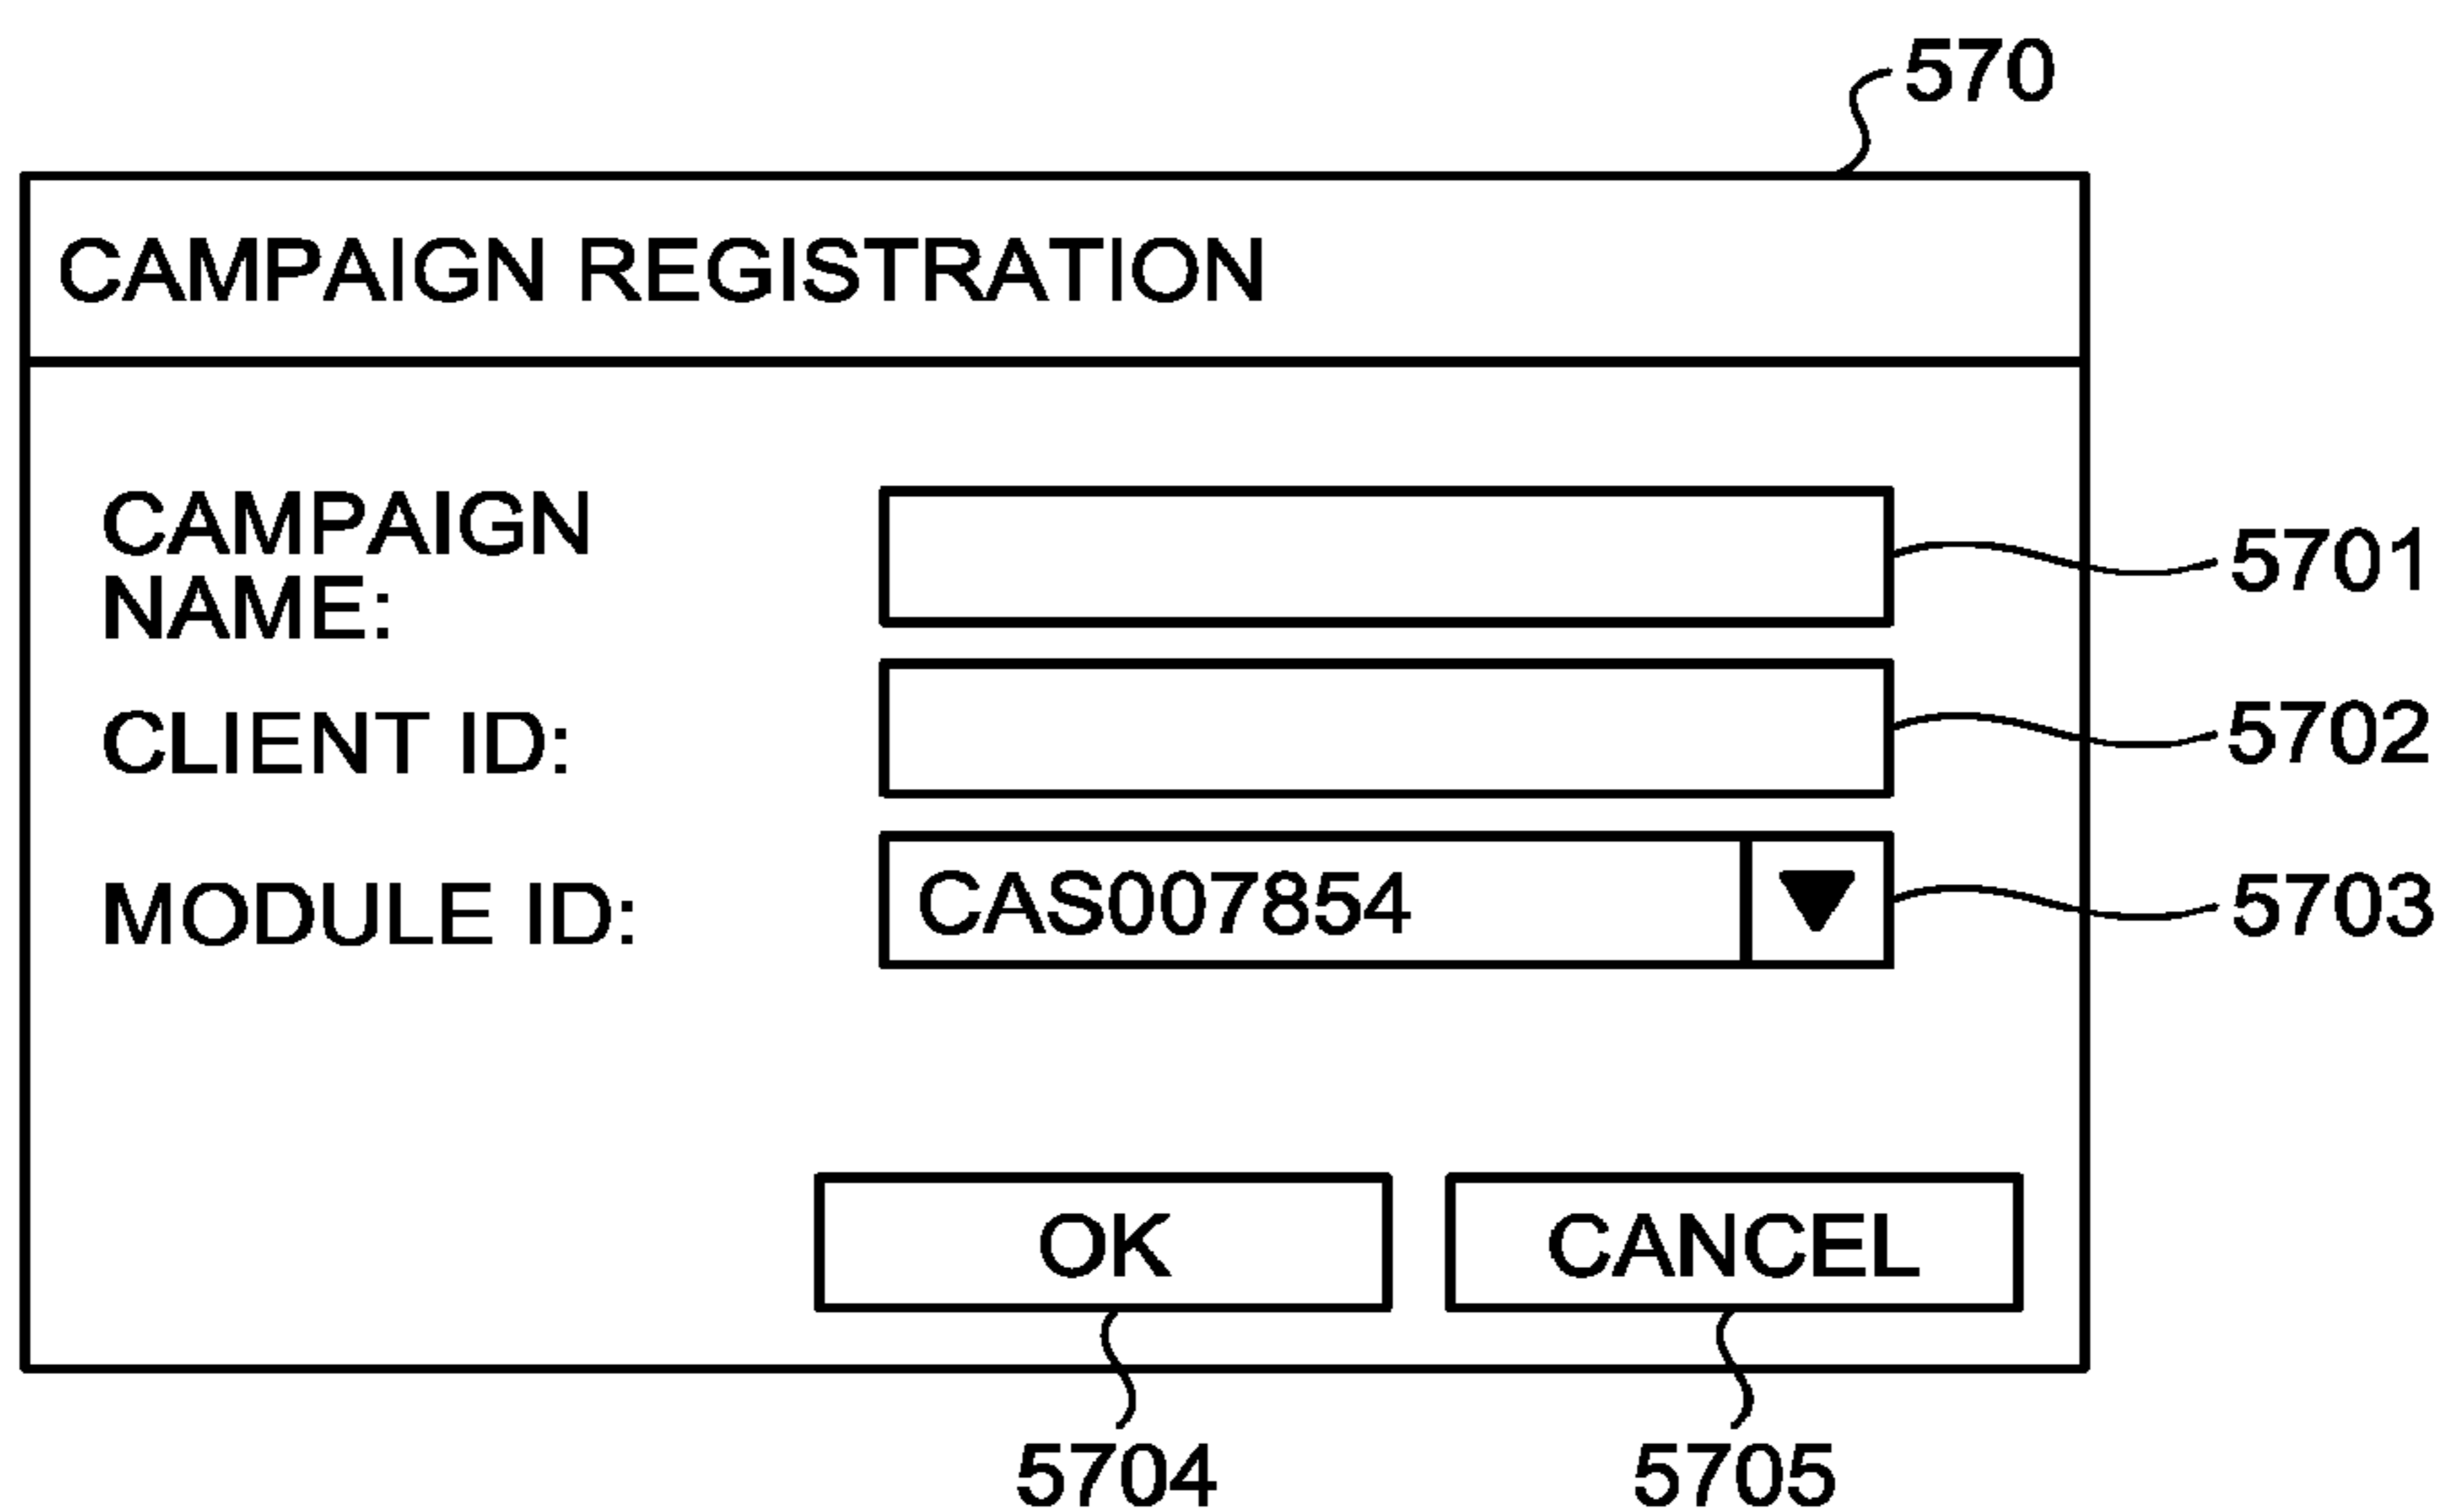 570
CAMPAIGN REGISTRATION
CAMPAIGN
NAME:
5701
CLIENT ID:
5702
MODULE ID:
CAS007854
5703
OK
CANCEL
5704
5705